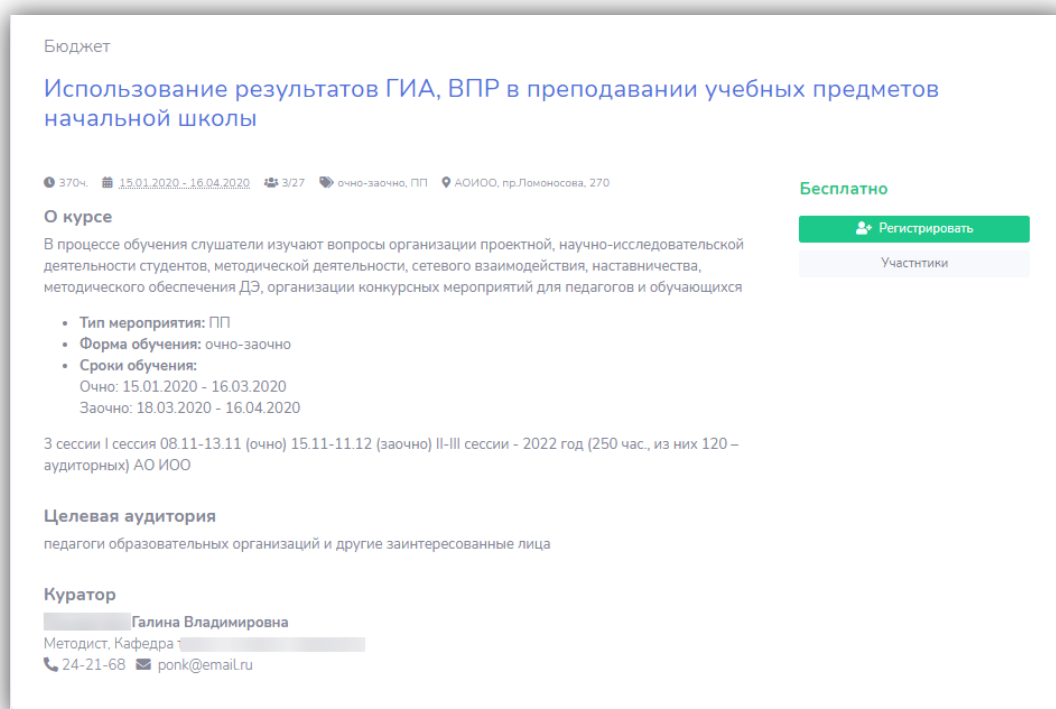 Бюджет
Использование результатов ГИА, ВПР в преподавании учебных предметов
начальной школы
370ч. 15.01.2020 - 16.04.2020 3/27 очно-заочно, ПП АОИОО, пр.Ломоносова, 270
Бесплатно
Регистрировать
Участнтики
О курсе
В процессе обучения слушатели изучают вопросы организации проектной, научно-исследовательской
деятельности студентов, методической деятельности, сетевого взаимодействия, наставничества,
методического обеспечения ДЭ, организации конкурсных мероприятий для педагогов и обучающихся
• Тип мероприятия: ПП
• Форма обучения: очно-заочно
• Сроки обучения:
Очно: 15.01.2020 - 16.03.2020
Заочно: 18.03.2020 - 16.04.2020
3 сессии I сессия 08.11-13.11 (очно) 15.11-11.12 (заочно) II-III сессии - 2022 год (250 час., из них 120 –
аудиторных) АО ИОО
Целевая аудитория
педагоги образовательных организаций и другие заинтересованные лица
Куратор
Галина Владимировна
Методист, Кафедра
24-21-68 ponk@email.ru